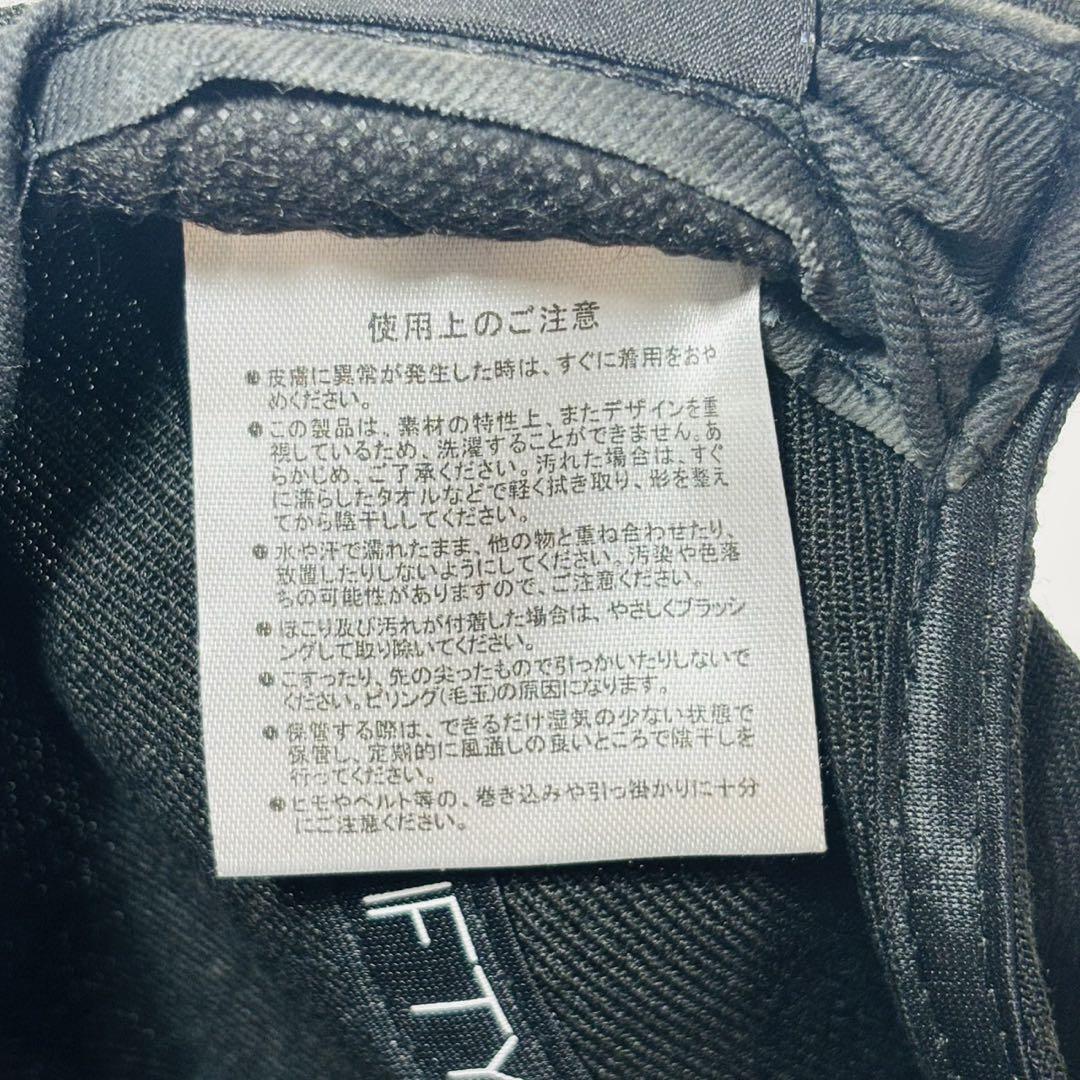 使用上のご注意
●皮膚に異常が発生した時は、すぐに着用をおや
めください。
●この製品は、素材の特性上、またデザインを重
視しているため、洗濯することができません。あ
らかじめ、ご了承ください。汚れた場合は、すぐ
に濡らしたタオルなどで軽く拭き取り、形を整え
てから陰干ししてください。
●水や汗で濡れたまま、他の物と重ね合わせたり、
放置したりしないようにしてください。汚染や色落
ちの可能性がありますので、ご注意ください。
●ほこり及び汚れが付着した場合は、やさしくブラッシ
ングして取り除いてください。
●こすったり、先の尖ったもので引っかいたりしないで
ください。ピリング(毛玉)の原因になります。
●保管する際は、できるだけ湿気の少ない状態で
保管し、定期的に風通しの良いところで陰干しを
行ってください。
●ヒモやベルト等の、巻き込みや引っ掛かりに十分
にご注意ください。
IFTY